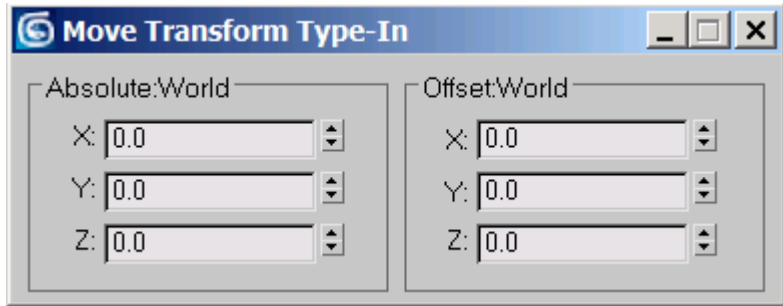 Move Transform Type-In
Absolute:World
X: 0.0
Y: 0.0
Z: 0.0
Offset:World
X: 0.0
Y: 0.0
Z: 0.0